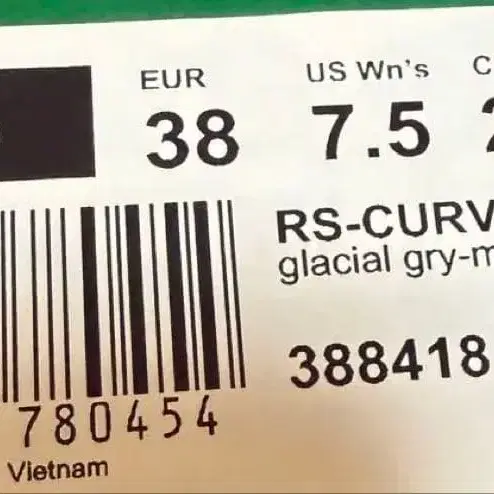 EUR US Wn's C
38 7.5
RS-CURV
glacial gry-m
388418
780454
Vietnam